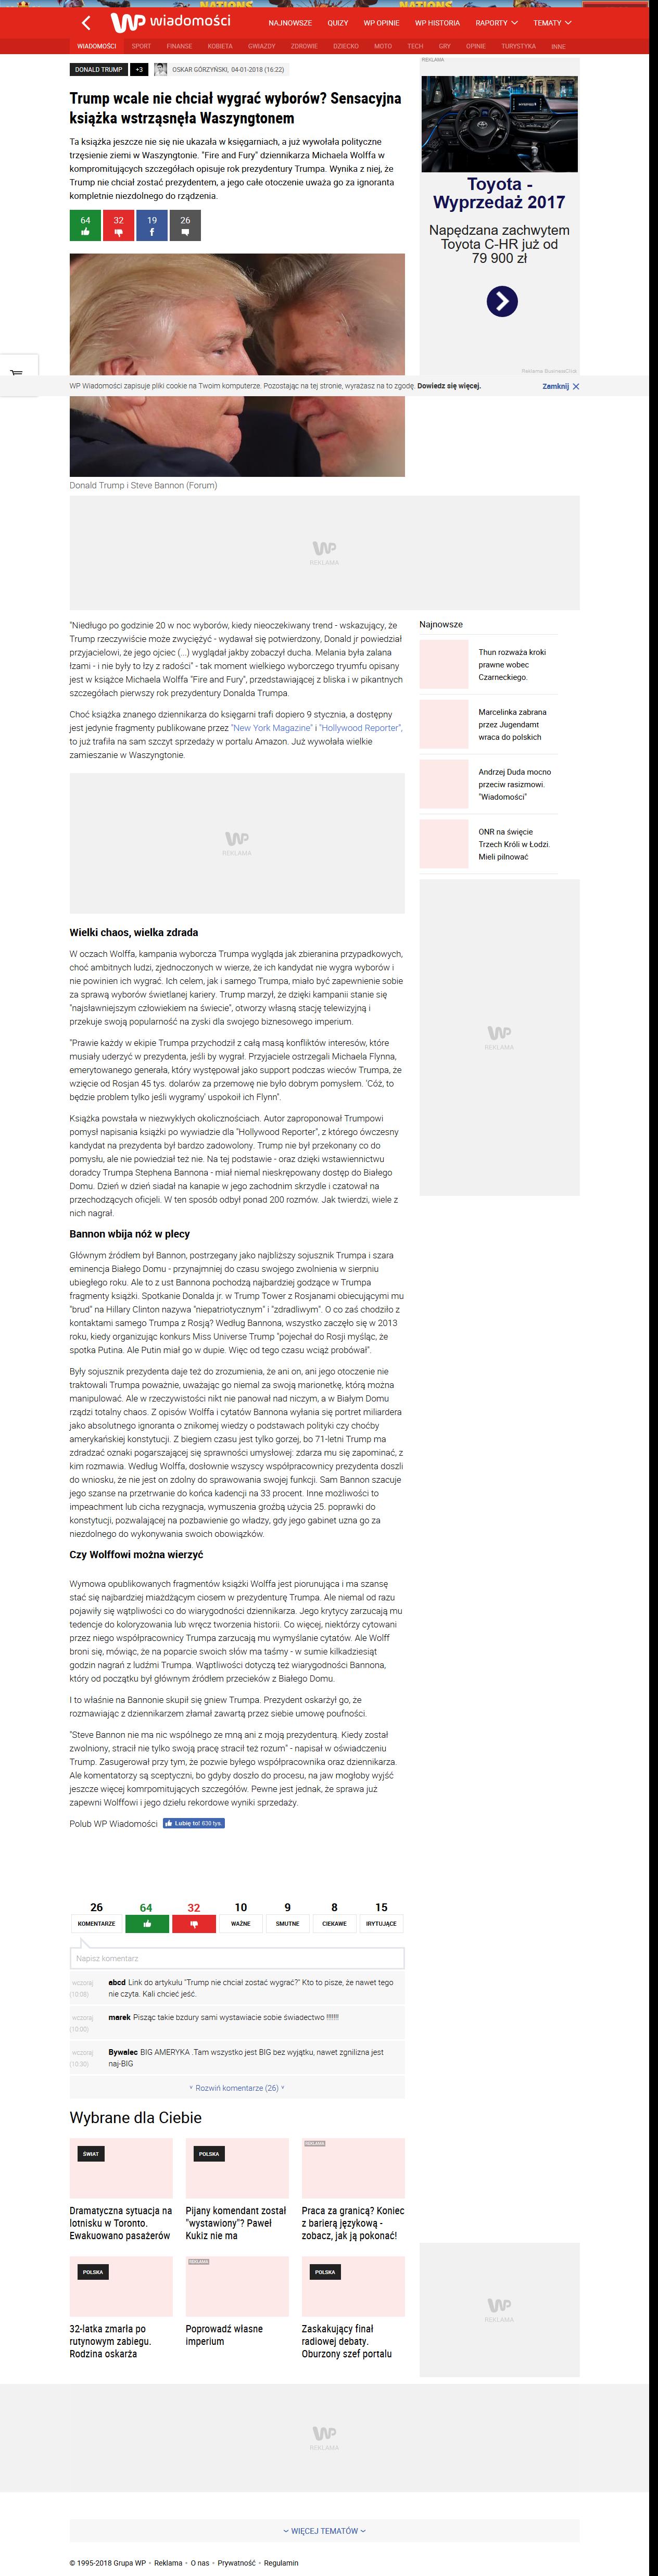 NATIONS
NATIONS
WP wiadomości
NAJNOWSZE QUIZY WP OPINIE WP HISTORIA RAPORTY TEMATY
WIADOMOŚCI SPORT FINANSE KOBIETA GWIAZDY ZDROWIE DZIECKO MOTO TECH GRY OPINIE TURYSTYKA INNE
DONALD TRUMP +3 OSKAR GÓRZYŃSKI, 04-01-2018 (16:22)
Trump wcale nie chciał wygrać wyborów? Sensacyjna
książka wstrząsnęła Waszyngtonem
Ta książka jeszcze nie się nie ukazała w księgarniach, a już wywołała polityczne
trzęsienie ziemi w Waszyngtonie. "Fire and Fury" dziennikarza Michaela Wolffa w
kompromitujących szczegółach opisuje rok prezydentury Trumpa. Wynika z niej, że
Trump nie chciał zostać prezydentem, a jego całe otoczenie uważa go za ignoranta
kompletnie niezdolnego do rządzenia.
64 32 19 26
REKLAMA
Toyota -
Wyprzedaż 2017
Napędzana zachwytem
Toyota C-HR już od
79 900 zł
Reklama BusinessClick
WP Wiadomości zapisuje pliki cookie na Twoim komputerze. Pozostając na tej stronie, wyrażasz na to zgodę. Dowiedz się więcej. Zamknij
Donald Trump i Steve Bannon (Forum)
WP
REKLAMA
"Niedługo po godzinie 20 w noc wyborów, kiedy nieoczekiwany trend - wskazujący, że
Trump rzeczywiście może zwyciężyć - wydawał się potwierdzony, Donald jr powiedział
przyjacielowi, że jego ojciec (...) wyglądał jakby zobaczył ducha. Melania była zalana
łzami - i nie były to łzy z radości" - tak moment wielkiego wyborczego tryumfu opisany
jest w książce Michaela Wolffa "Fire and Fury", przedstawiającej z bliska i w pikantnych
szczegółach pierwszy rok prezydentury Donalda Trumpa.
Choć książka znanego dziennikarza do księgarni trafi dopiero 9 stycznia, a dostępny
jest jedynie fragmenty publikowane przez "New York Magazine" i "Hollywood Reporter",
to już trafiła na sam szczyt sprzedaży w portalu Amazon. Już wywołała wielkie
zamieszanie w Waszyngtonie.
WP
REKLAMA
Najnowsze
Thun rozważa kroki
prawne wobec
Czarneckiego.
Marcelinka zabrana
przez Jugendamt
wraca do polskich
Andrzej Duda mocno
przeciw rasizmowi.
"Wiadomości"
ONR na święcie
Trzech Króli w Łodzi.
Mieli pilnować
WP
REKLAMA
Wielki chaos, wielka zdrada
W oczach Wolffa, kampania wyborcza Trumpa wygląda jak zbieranina przypadkowych,
choć ambitnych ludzi, zjednoczonych w wierze, że ich kandydat nie wygra wyborów i
nie powinien ich wygrać. Ich celem, jak i samego Trumpa, miało być zapewnienie sobie
za sprawą wyborów świetlanej kariery. Trump marzył, że dzięki kampanii stanie się
"najsławniejszym człowiekiem na świecie", otworzy własną stację telewizyjną i
przekuje swoją popularność na zyski dla swojego biznesowego imperium.
"Prawie każdy w ekipie Trumpa przychodził z całą masą konfliktów interesów, które
musiały uderzyć w prezydenta, jeśli by wygrał. Przyjaciele ostrzegali Michaela Flynna,
emerytowanego generała, który występował jako support podczas wieców Trumpa, że
wzięcie od Rosjan 45 tys. dolarów za przemowę nie było dobrym pomysłem. 'Cóż, to
będzie problem tylko jeśli wygramy' uspokoił ich Flynn".
Książka powstała w niezwykłych okolicznościach. Autor zaproponował Trumpowi
pomysł napisania książki po wywiadzie dla "Hollywood Reporter", z którego ówczesny
kandydat na prezydenta był bardzo zadowolony. Trump nie był przekonany co do
pomysłu, ale nie powiedział też nie. Na tej podstawie - oraz dzięki wstawiennictwu
doradcy Trumpa Stephena Bannona - miał niemal nieskrępowany dostęp do Białego
Domu. Dzień w dzień siadał na kanapie w jego zachodnim skrzydle i czatował na
przechodzących oficjeli. W ten sposób odbył ponad 200 rozmów. Jak twierdzi, wiele z
nich nagrał.
Bannon wbija nóż w plecy
Głównym źródłem był Bannon, postrzegany jako najbliższy sojusznik Trumpa i szara
eminencja Białego Domu - przynajmniej do czasu swojego zwolnienia w sierpniu
ubiegłego roku. Ale to z ust Bannona pochodzą najbardziej godzące w Trumpa
fragmenty książki. Spotkanie Donalda jr. w Trump Tower z Rosjanami obiecującymi mu
"brud" na Hillary Clinton nazywa "niepatriotycznym" i "zdradliwym". O co zaś chodziło z
kontaktami samego Trumpa z Rosją? Według Bannona, wszystko zaczęło się w 2013
roku, kiedy organizując konkurs Miss Universe Trump "pojechał do Rosji myśląc, że
spotka Putina. Ale Putin miał go w dupie. Więc od tego czasu wciąż próbował".
Były sojusznik prezydenta daje też do zrozumienia, że ani on, ani jego otoczenie nie
traktowali Trumpa poważnie, uważając go niemal za swoją marionetkę, którą można
manipulować. Ale w rzeczywistości nikt nie panował nad niczym, a w Białym Domu
rządzi totalny chaos. Z opisów Wolffa i cytatów Bannona wyłania się portret miliardera
jako absolutnego ignoranta o znikomej wiedzy o podstawach polityki czy choćby
amerykańskiej konstytucji. Z biegiem czasu jest tylko gorzej, bo 71-letni Trump ma
zdradzać oznaki pogarszającej się sprawności umysłowej: zdarza mu się zapominać, z
kim rozmawia. Według Wolffa, dosłownie wszyscy współpracownicy prezydenta doszli
do wniosku, że nie jest on zdolny do sprawowania swojej funkcji. Sam Bannon szacuje
jego szanse na przetrwanie do końca kadencji na 33 procent. Inne możliwości to
impeachment lub cicha rezygnacja, wymuszenia groźbą użycia 25. poprawki do
konstytucji, pozwalającej na pozbawienie go władzy, gdy jego gabinet uzna go za
niezdolnego do wykonywania swoich obowiązków.
Czy Wolffowi można wierzyć
Wymowa opublikowanych fragmentów książki Wolffa jest piorunująca i ma szansę
stać się najbardziej miażdżącym ciosem w prezydenturę Trumpa. Ale niemal od razu
pojawiły się wątpliwości co do wiarygodności dziennikarza. Jego krytycy zarzucają mu
tedencje do koloryzowania lub wręcz tworzenia historii. Co więcej, niektórzy cytowani
przez niego współpracownicy Trumpa zarzucają mu wymyślanie cytatów. Ale Wolff
broni się, mówiąc, że na poparcie swoich słów ma taśmy - w sumie kilkadziesiąt
godzin nagrań z ludźmi Trumpa. Wąptliwości dotyczą też wiarygodności Bannona,
który od początku był głównym źródłem przecieków z Białego Domu.
I to właśnie na Bannonie skupił się gniew Trumpa. Prezydent oskarżył go, że
rozmawiając z dziennikarzem złamał zawartą przez siebie umowę poufności.
"Steve Bannon nie ma nic wspólnego ze mną ani z moją prezydenturą. Kiedy został
zwolniony, stracił nie tylko swoją pracę stracił też rozum" - napisał w oświadczeniu
Trump. Zasugerował przy tym, że pozwie byłego współpracownika oraz dziennikarza.
Ale komentatorzy są sceptyczni, bo gdyby doszło do procesu, na jaw mogłoby wyjść
jeszcze więcej komrpomitujących szczegółów. Pewne jest jednak, że sprawa już
zapewni Wolffowi i jego dziełu rekordowe wyniki sprzedaży.
Polub WP Wiadomości Lubię to! 638 tys.
26 64 32 10 9 8 15
KOMENTARZE WAŻNE SMUTNE CIEKAWE IRYTUJĄCE
Napisz komentarz
wczoraj
(10:08)
abcd Link do artykułu "Trump nie chciał zostać wygrać?" Kto to pisze, że nawet tego
nie czyta. Kali chcieć jeść.
wczoraj
(10:00)
marek Pisząc takie bzdury sami wystawiacie sobie świadectwo !!!!!!!!
wczoraj
(10:30)
Bywalec BIG AMERYKA .Tam wszystko jest BIG bez wyjątku, nawet zgnilizna jest
naj-BIG
Rozwiń komentarze (26)
Wybrane dla Ciebie
ŚWIAT
Dramatyczna sytuacja na
lotnisku w Toronto.
Ewakuowano pasażerów
POLSKA
Pijany komendant został
"wystawiony"? Paweł
Kukiz nie ma
REKLAMA
Praca za granicą? Koniec
z barierą językową -
zobacz, jak ją pokonać!
POLSKA
32-latka zmarła po
rutynowym zabiegu.
Rodzina oskarża
REKLAMA
Poprowadź własne
imperium
POLSKA
Zaskakujący finał
radiowej debaty.
Oburzony szef portalu
WP
REKLAMA
WP
REKLAMA
WIĘCEJ TEMATÓW
© 1995-2018 Grupa WP • Reklama • O nas • Prywatność • Regulamin